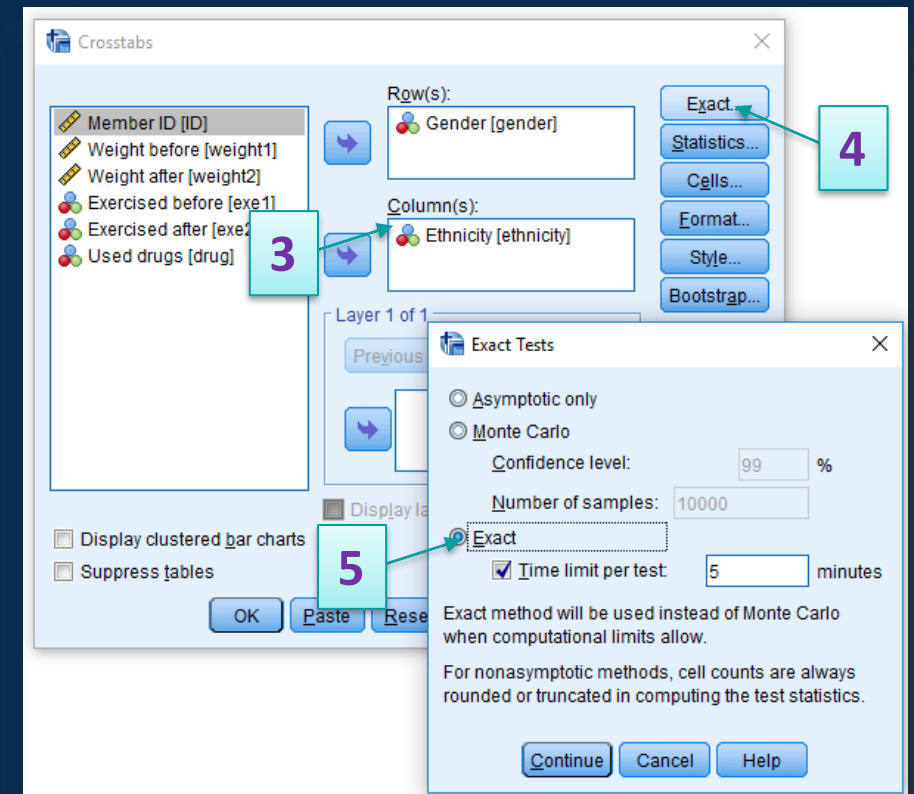 Crosstabs
Member ID [ID]
Weight before [weight1]
Weight after [weight2]
Exercised before [exe1]
Exercised after [exe2
Used drugs [drug]
Row(s):
Gender [gender]
Column(s):
Ethnicity [ethnicity]
Layer 1 of 1
Previous
Display la
Exact...
Statistics...
Cells...
Format...
Style...
Bootstrap...
3
4
5
Display clustered bar charts
Suppress tables
OK
Paste
Rese
Exact Tests
Asymptotic only
Monte Carlo
Confidence level: 99 %
Number of samples: 10000
Exact
Time limit per test: 5 minutes
Exact method will be used instead of Monte Carlo
when computational limits allow.
For nonasymptotic methods, cell counts are always
rounded or truncated in computing the test statistics.
Continue
Cancel
Help